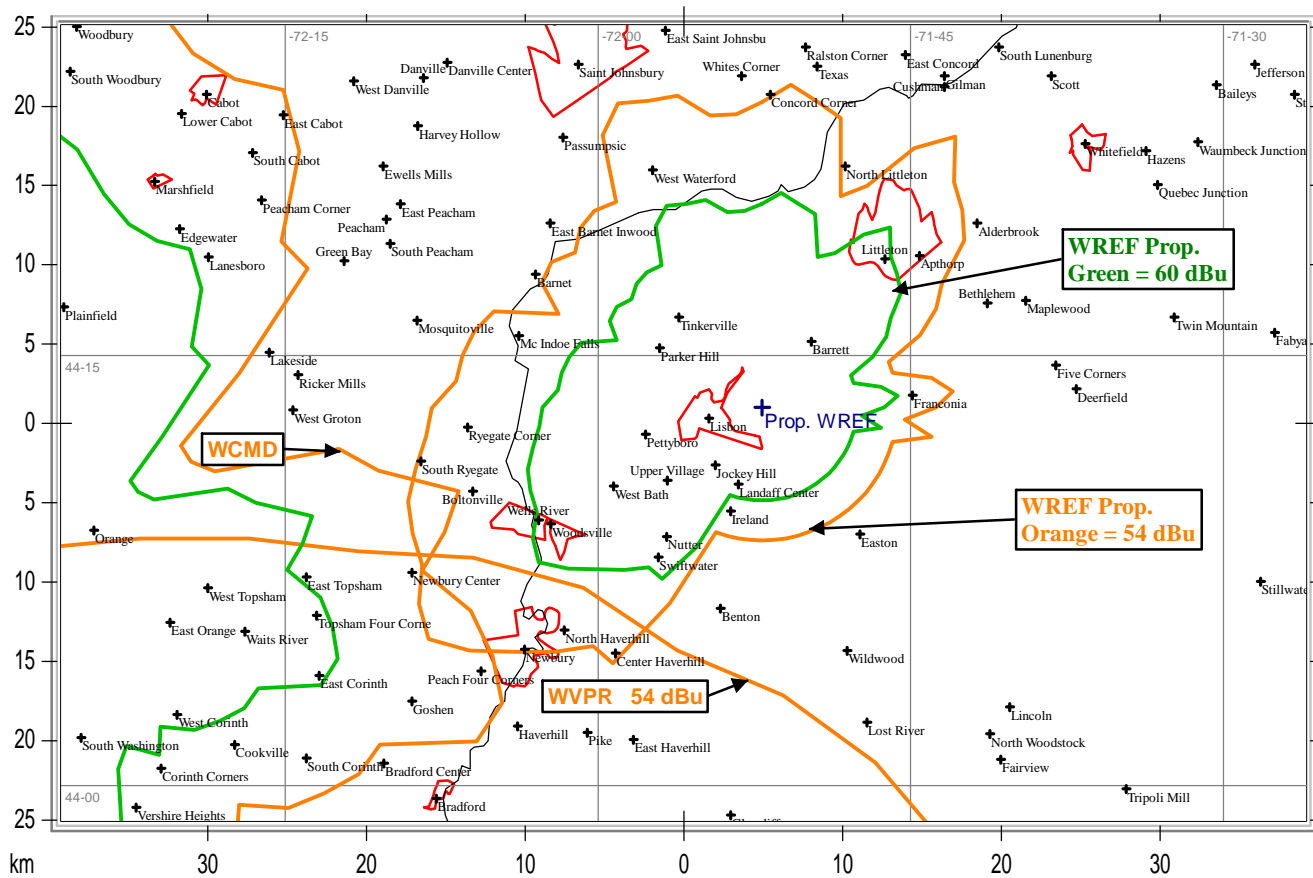 25
Woodbury
-72-15
East Saint Johnsbu
-72-00
Ralston Corner
-71-45
South Lunenburg
-71-30
South Woodbury
Danville
Danville Center
West Danville
Saint Johnsbury
Whites Corner
Texas
East Concord
Cushman
Gilman
Scott
Jefferson
Baileys
20
Cabot
Lower Cabot
East Cabot
Harvey Hollow
Passumpsic
Concord Corner
Whitefield
Hazens
Waumbeck Junction
South Cabot
Ewells Mills
West Waterford
North Littleton
15
Marshfield
Quebec Junction
Peacham Corner
East Peacham
Peacham
Edgewater
Green Bay
South Peacham
East Barnet Inwood
Littleton
Apthorp
Alderbrook
WREF Prop.
Green = 60 dBu
10
Lanesboro
Barnet
Bethlehem
Maplewood
Plainfield
Mosquitoville
Mc Indoe Falls
Tinkerville
Twin Mountain
5
Lakeside
Parker Hill
Barrett
Fabya
44-15
Ricker Mills
Five Corners
Deerfield
West Groton
Franconia
0
Prop. WREF
Lisbon
WCMD
Ryegate Corner
Pettyboro
South Ryegate
Boltonville
Upper Village
Jockey Hill
West Bath
Landaff Center
5
Wells River
Woodsville
Ireland
WREF Prop.
Orange = 54 dBu
Orange
Nutter
Easton
Swiftwater
10
East Topsham
Newbury Center
Stillwate
West Topsham
East Orange
Waits River
Topsham Four Corne
Benton
North Haverhill
15
Newbury
Center Haverhill
Wildwood
East Corinth
Peach Four Corners
WVPR 54 dBu
Goshen
West Corinth
Haverhill
Pike
East Haverhill
Lost River
Lincoln
20
South Washington
Cookville
North Woodstock
Corinth Corners
South Corinth
Bradford Center
Fairview
44-00
Vershire Heights
Bradford
Tripoli Mill
25
km
30
20
10
0
10
20
30